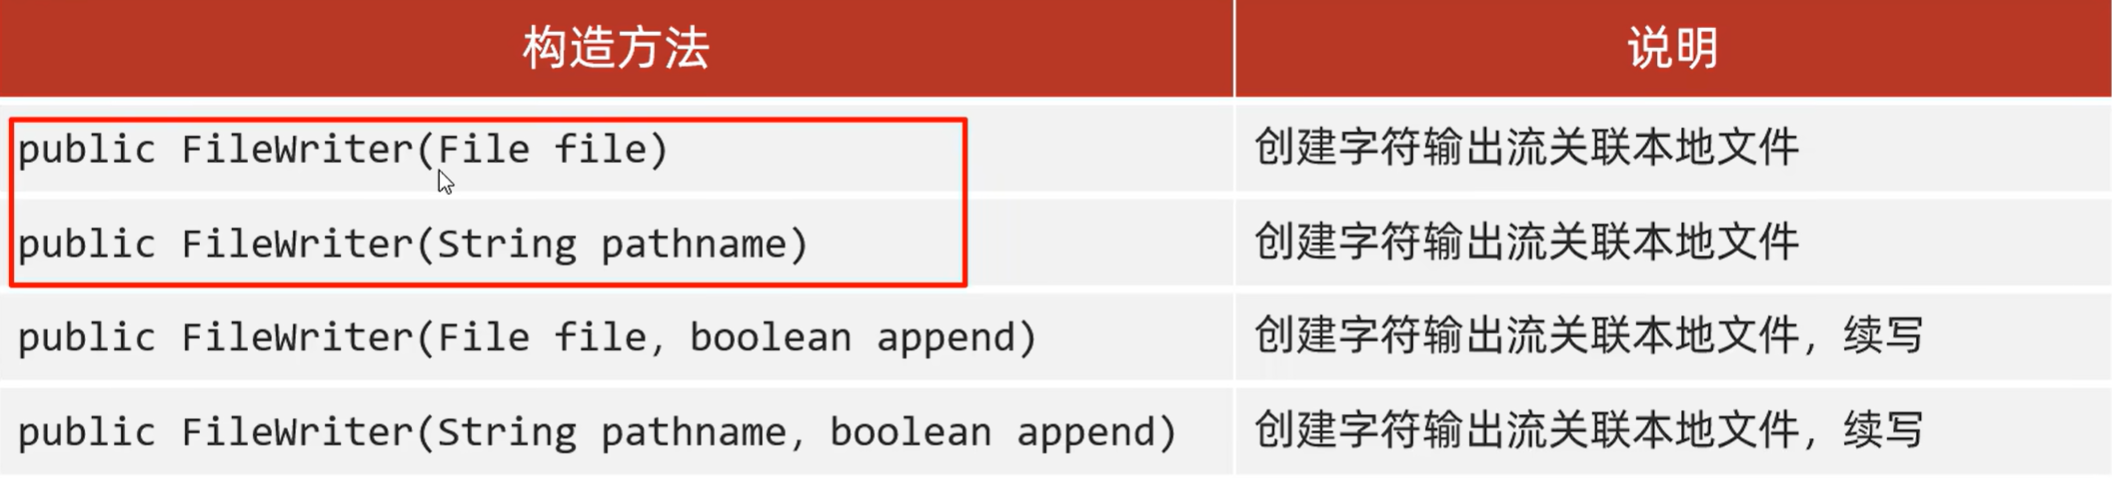 构造方法 说明
public FileWriter(File file) 创建字符输出流关联本地文件
public FileWriter(String pathname) 创建字符输出流关联本地文件
public FileWriter(File file, boolean append) 创建字符输出流关联本地文件，续写
public FileWriter(String pathname, boolean append) 创建字符输出流关联本地文件，续写